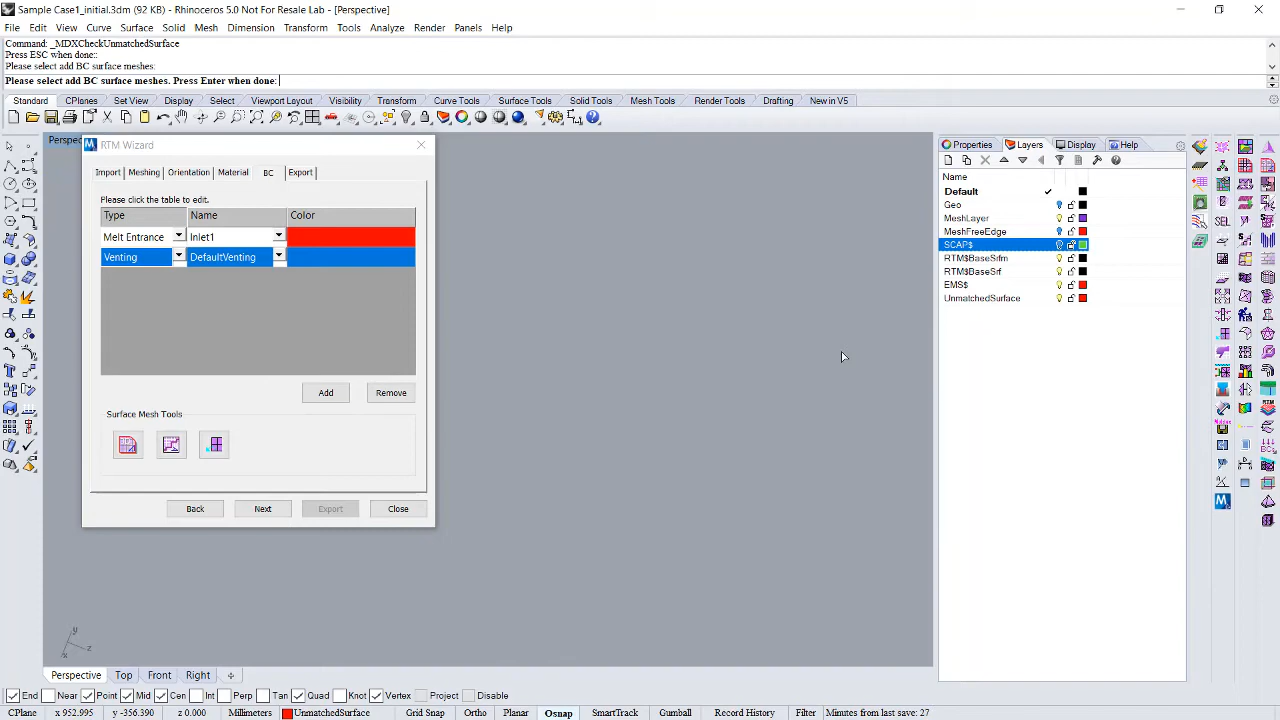 Sample Case1_initial.3dm (92 KB) - Rhinoceros 5.0 Not For Resale Lab - [Perspective]
File Edit View Curve Surface Solid Mesh Dimension Transform Tools Analyze Render Panels Help
Command: _MDXCheckUnmatchedSurface
Press ESC when done::
Please select add BC surface meshes:
Please select add BC surface meshes. Press Enter when done:
Standard CPlanes Set View Display Select Viewport Layout Visibility Transform Curve Tools Surface Tools Solid Tools Mesh Tools Render Tools Drafting New in V5
RTM Wizard
Import Meshing Orientation Material BC Export
Please click the table to edit.
Type Name Color
Melt Entrance Inlet1
Venting DefaultVenting
Add Remove
Surface Mesh Tools
Back Next Export Close
Properties Layers Display Help
Name
Default
Geo
MeshLayer
MeshFreeEdge
SCAP$
RTM$BaseSrfm
RTM$BaseSrf
EMS$
UnmatchedSurface
y
z
x
Perspective Top Front Right
End Near Point Mid Cen Int Perp Tan Quad Knot Vertex Project Disable
CPlane x 952.995 y -356.390 z 0.000 Millimeters UnmatchedSurface Grid Snap Ortho Planar Osnap SmartTrack Gumball Record History Filter Minutes from last save: 27